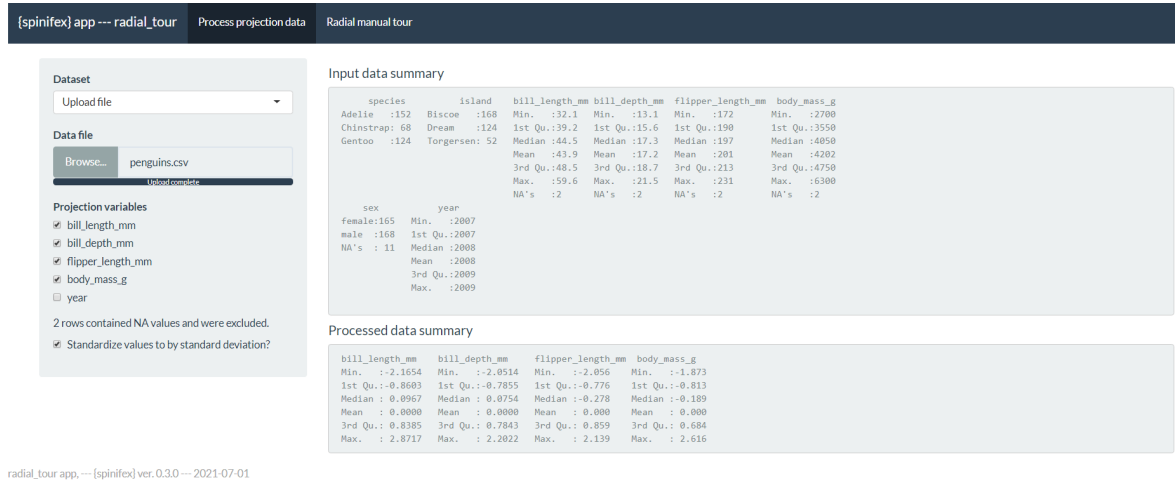 {spinifex} app --- radial_tour Process projection data Radial manual tour
Dataset
Upload file
Data file
Browse... penguins.csv
Upload complete
Projection variables
bill_length_mm
bill_depth_mm
flipper_length_mm
body_mass_g
year
2 rows contained NA values and were excluded.
Standardize values to by standard deviation?
Input data summary
species island bill_length_mm bill_depth_mm flipper_length_mm body_mass_g
Adelie :152 Biscoe :168 Min. :32.1 Min. :13.1 Min. :172 Min. :2700
Chinstrap: 68 Dream :124 1st Qu.:39.2 1st Qu.:15.6 1st Qu.:190 1st Qu.:3550
Gentoo :124 Torgersen: 52 Median :44.5 Median :17.3 Median :197 Median :4050
Mean :43.9 Mean :17.2 Mean :201 Mean :4202
3rd Qu.:48.5 3rd Qu.:18.7 3rd Qu.:213 3rd Qu.:4750
Max. :59.6 Max. :21.5 Max. :231 Max. :6300
NA's :2 NA's :2 NA's :2 NA's :2
sex year
female:165 Min. :2007
male :168 1st Qu.:2007
NA's : 11 Median :2008
Mean :2008
3rd Qu.:2009
Max. :2009
Processed data summary
bill_length_mm bill_depth_mm flipper_length_mm body_mass_g
Min. :-2.1654 Min. :-2.0514 Min. :-2.056 Min. :-1.873
1st Qu.:-0.8603 1st Qu.:-0.7855 1st Qu.:-0.776 1st Qu.:-0.813
Median : 0.0967 Median : 0.0754 Median :-0.278 Median :-0.189
Mean : 0.0000 Mean : 0.0000 Mean : 0.000 Mean : 0.000
3rd Qu.: 0.8385 3rd Qu.: 0.7843 3rd Qu.: 0.859 3rd Qu.: 0.684
Max. : 2.8717 Max. : 2.2022 Max. : 2.139 Max. : 2.616
radial_tour app, --- {spinifex} ver. 0.3.0 --- 2021-07-01